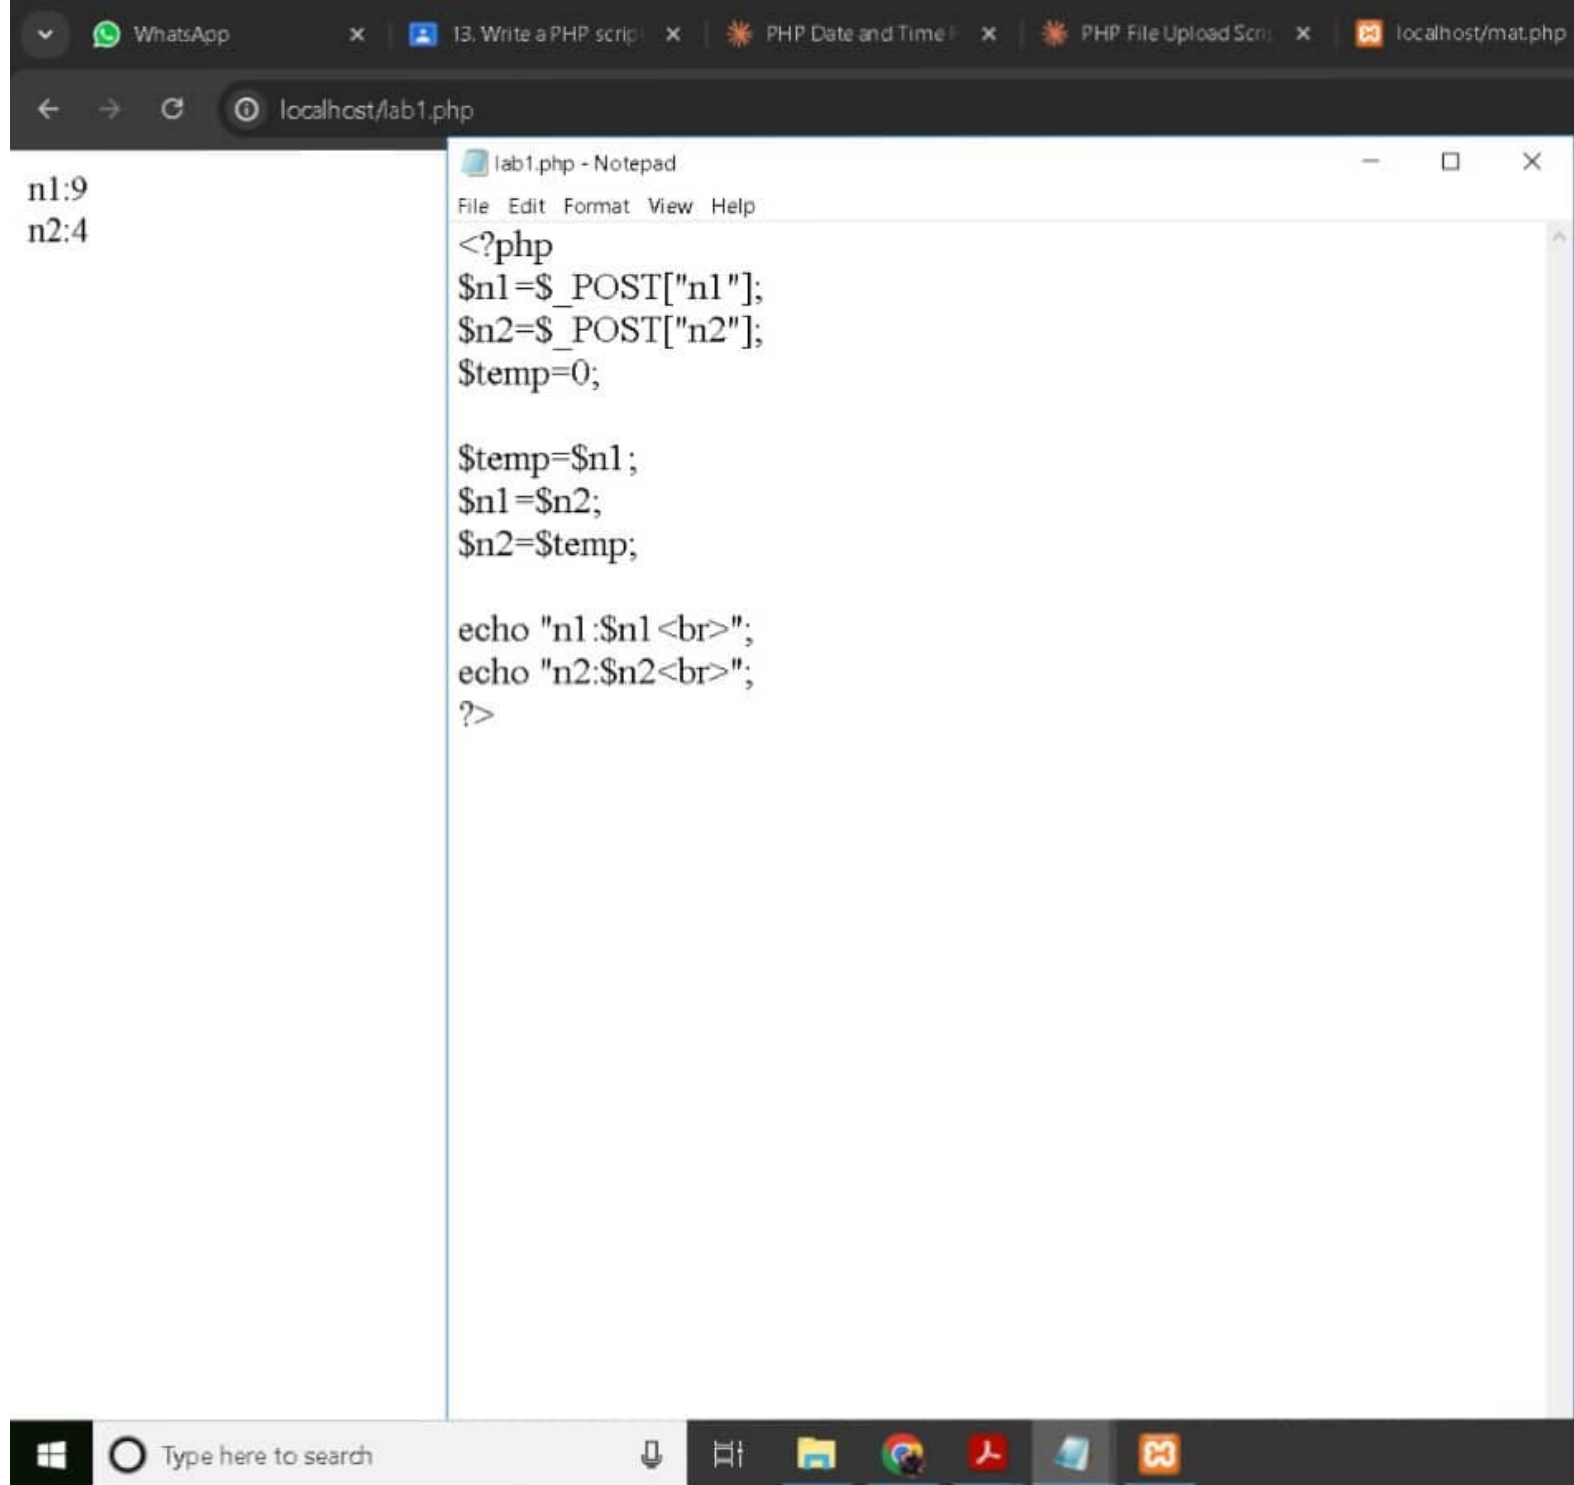 WhatsApp
13. Write a PHP scrip
PHP Date and Time
PHP File Upload Scri
localhost/mat.php
localhost/lab1.php
n1:9
n2:4
lab1.php - Notepad
File Edit Format View Help
<?php
$n1=$_POST["n1"];
$n2=$_POST["n2"];
$temp=0;
$temp=$n1;
$n1=$n2;
$n2=$temp;
echo "n1:$n1<br>";
echo "n2:$n2<br>";
?>
Type here to search